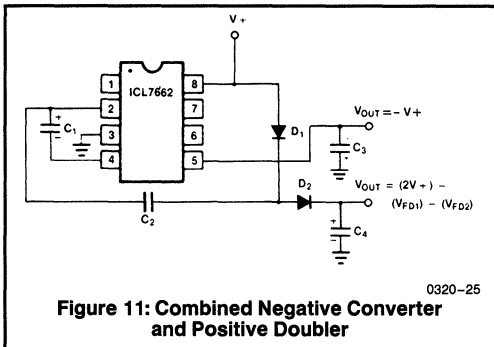 V +
ICL7662
1 8
2 7
3 6
4 5
+
C1
−
D1
VOUT = − V+
C3
+
C2
D2
VOUT = (2V +) −
(VFD1) − (VFD2)
+
C4
−
0320–25
Figure 11: Combined Negative Converter
and Positive Doubler